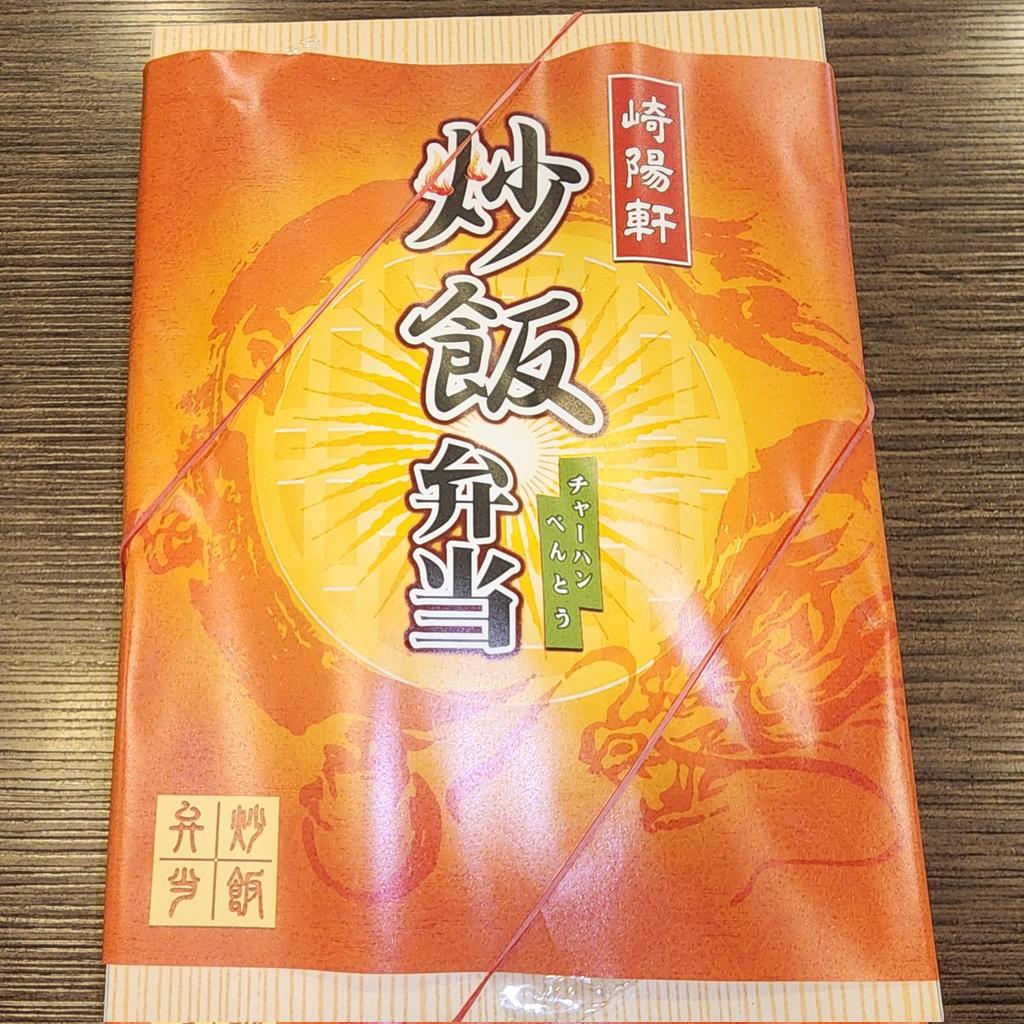 崎陽軒
炒飯弁当
チャーハン
べんとう
炒飯
弁当